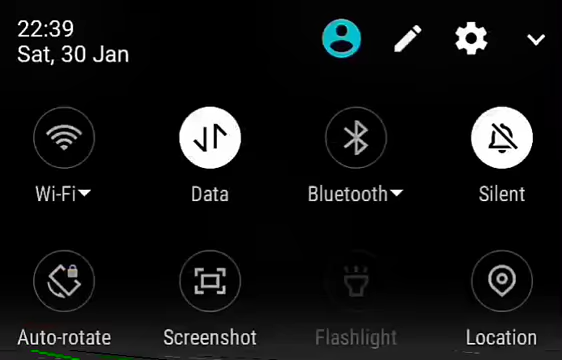 22:39
Sat, 30 Jan
Wi-Fi Data Bluetooth Silent
Auto-rotate Screenshot Flashlight Location